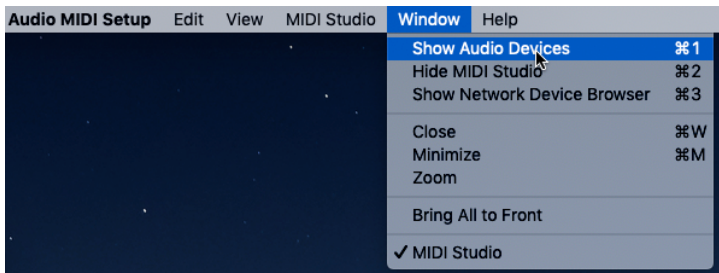 Audio MIDI Setup Edit View MIDI Studio Window Help
Show Audio Devices ⌘1
Hide MIDI Studio ⌘2
Show Network Device Browser ⌘3
Close ⌘W
Minimize ⌘M
Zoom
Bring All to Front
✓ MIDI Studio